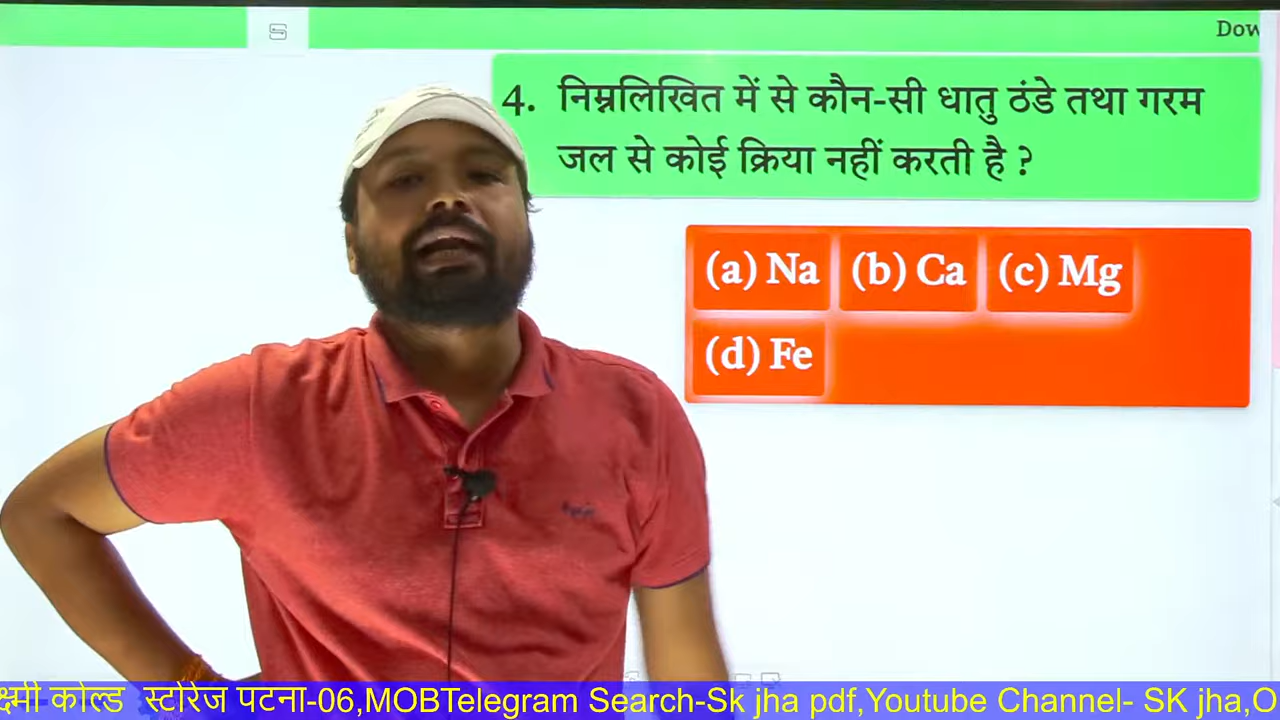 Dow
4. निम्नलिखित में से कौन-सी धातु ठंडे तथा गरम
जल से कोई क्रिया नहीं करती है ?
(a) Na (b) Ca (c) Mg
(d) Fe
क्ष्मी कोल्ड स्टोरेज पटना-06,MOBTelegram Search-Sk jha pdf,Youtube Channel- SK jha,O